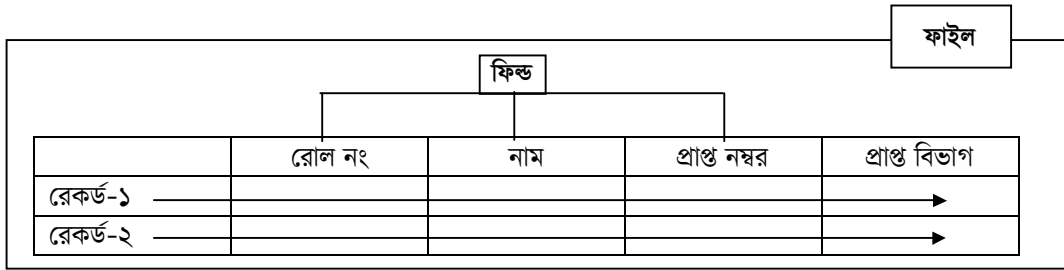 ফাইল
ফিল্ড
রোল নং নাম প্রাপ্ত নম্বর প্রাপ্ত বিভাগ
রেকর্ড-১
রেকর্ড-২